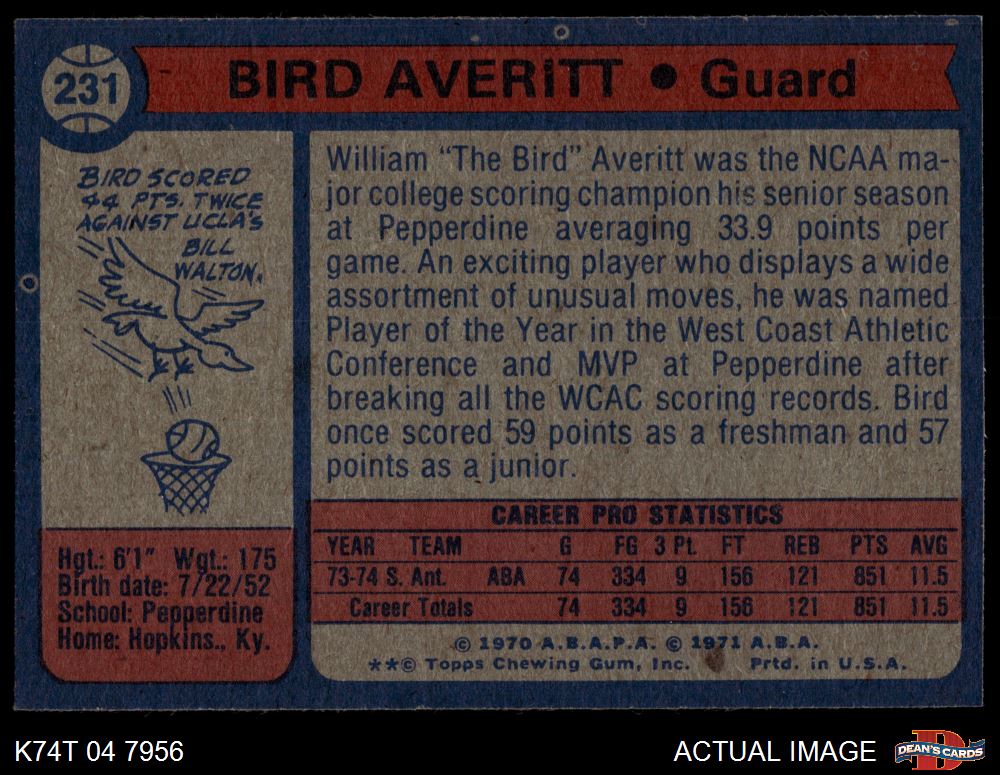 231
BIRD AVERITT • Guard
BIRD SCORED
44 PTS. TWICE
AGAINST UCLA'S
BILL
WALTON.
William “The Bird” Averitt was the NCAA ma-
jor college scoring champion his senior season
at Pepperdine averaging 33.9 points per
game. An exciting player who displays a wide
assortment of unusual moves, he was named
Player of the Year in the West Coast Athletic
Conference and MVP at Pepperdine after
breaking all the WCAC scoring records. Bird
once scored 59 points as a freshman and 57
points as a junior.
Hgt.: 6'1" Wgt.: 175
Birth date: 7/22/52
School: Pepperdine
Home: Hopkins., Ky.
CAREER PRO STATISTICS
YEAR TEAM G FG 3 Pt. FT REB PTS AVG
73-74 S. Ant. ABA 74 334 9 156 121 851 11.5
Career Totals 74 334 9 156 121 851 11.5
© 1970 A.B.A.P.A. © 1971 A.B.A.
**© Topps Chewing Gum, Inc. Prtd. in U.S.A.
K74T 04 7956
ACTUAL IMAGE
DEAN'S CARDS